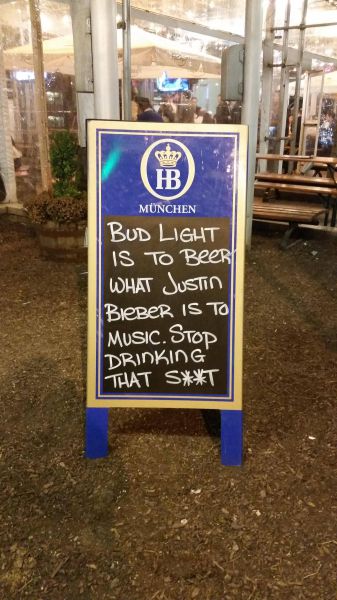 HB
MÜNCHEN
BUD LIGHT
IS TO BEER
WHAT JUSTIN
BIEBER IS TO
MUSIC. STOP
DRINKING
THAT S**T